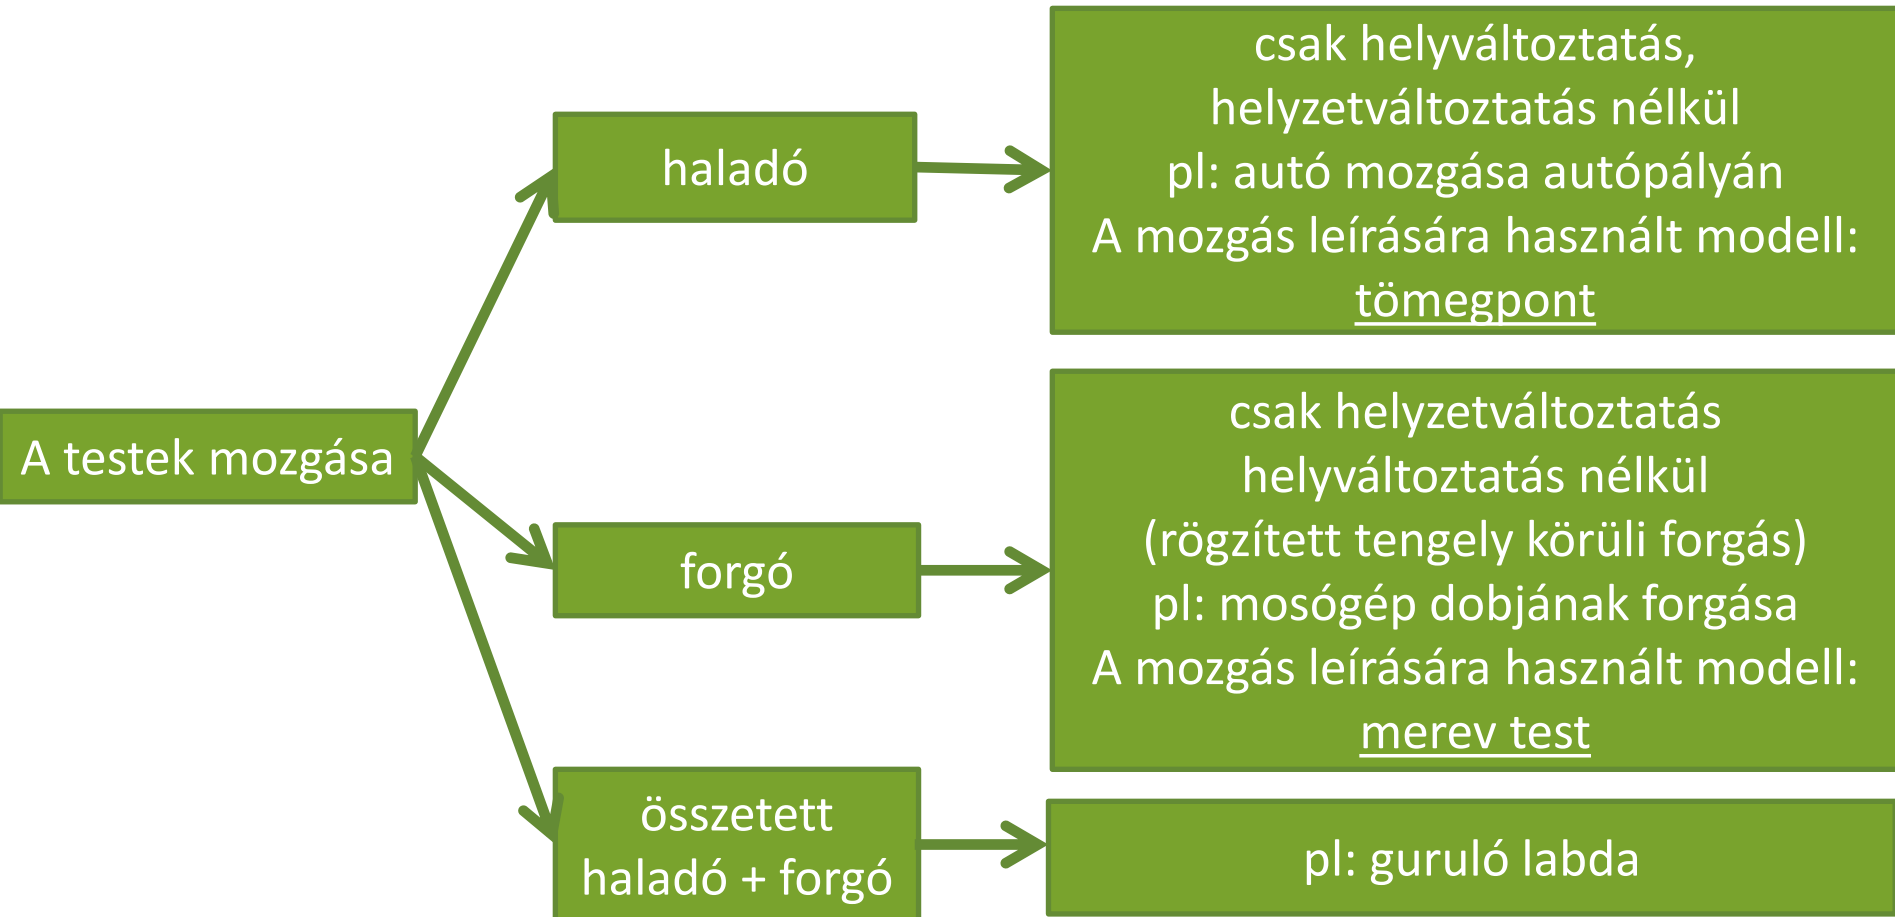 A testek mozgása
haladó
csak helyváltoztatás,
helyzetváltoztatás nélkül
pl: autó mozgása autópályán
A mozgás leírására használt modell:
tömegpont
forgó
csak helyzetváltoztatás
helyváltoztatás nélkül
(rögzített tengely körüli forgás)
pl: mosógép dobjának forgása
A mozgás leírására használt modell:
merev test
összetett
haladó + forgó
pl: guruló labda